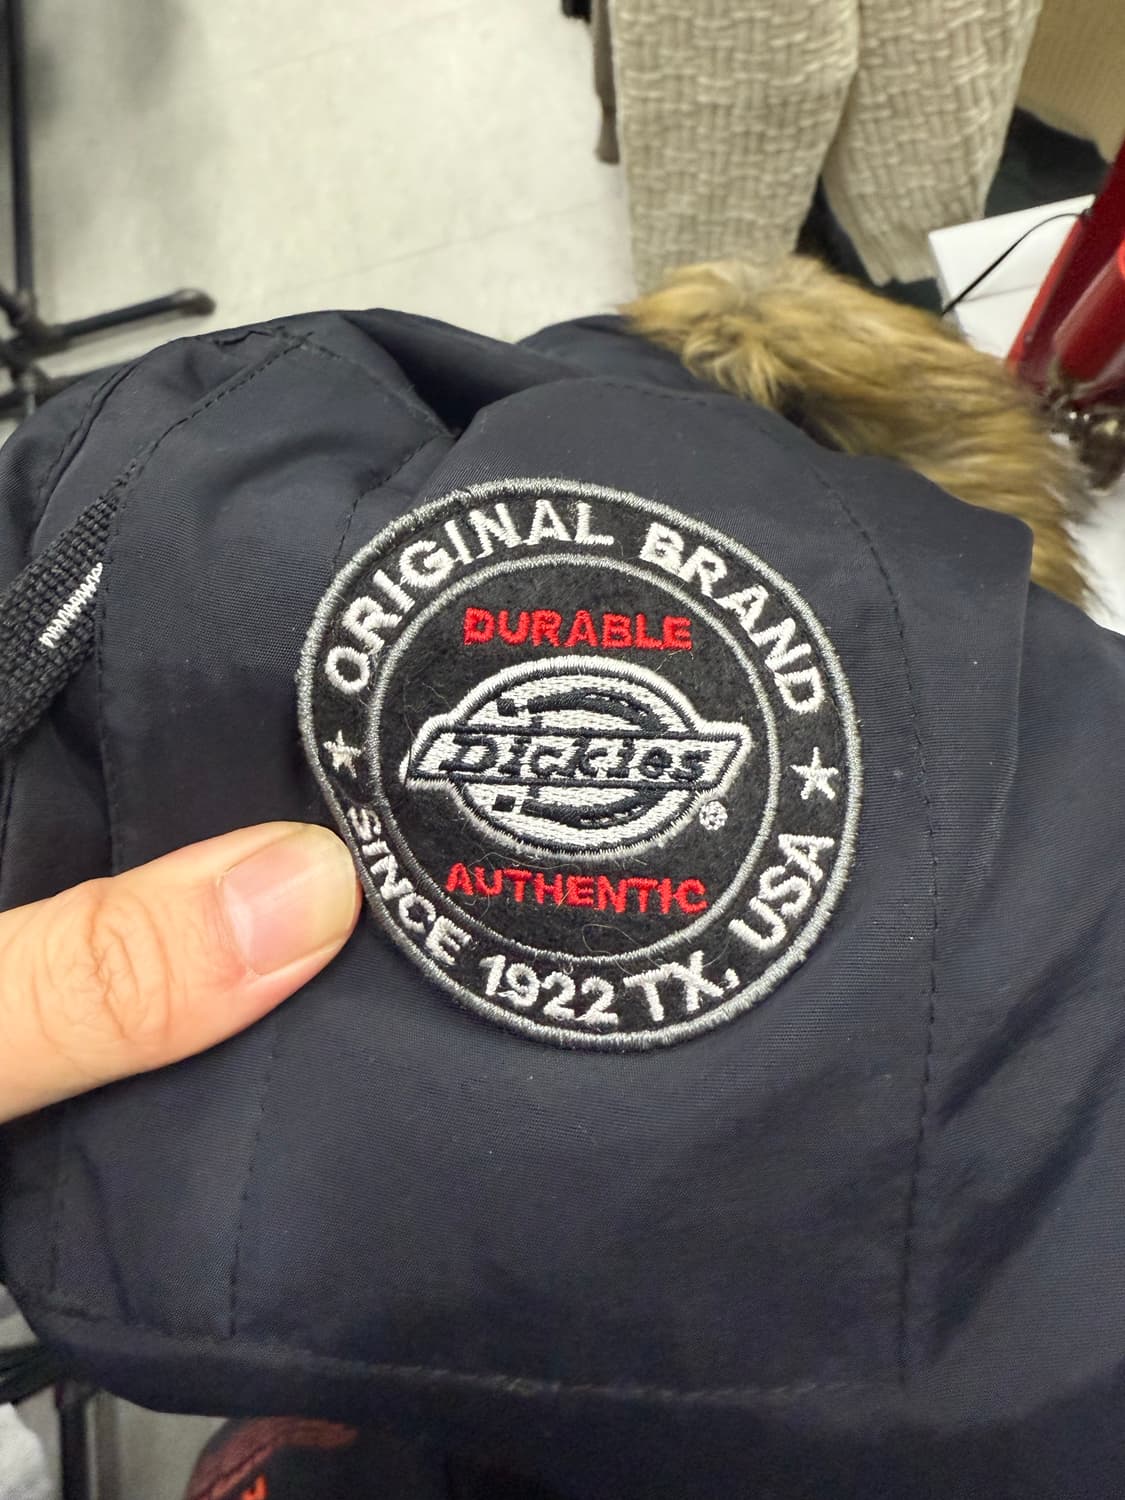 ORIGINAL BRAND
DURABLE
Dickies®
AUTHENTIC
SINCE 1922 TX, USA